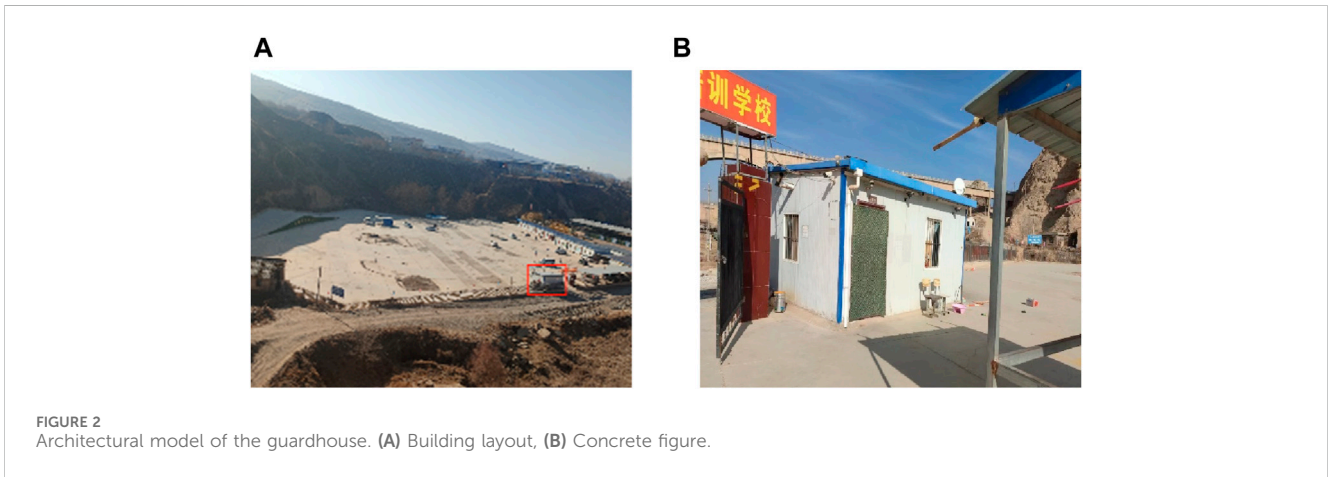 A
B
训学校
FIGURE 2
Architectural model of the guardhouse. (A) Building layout, (B) Concrete figure.